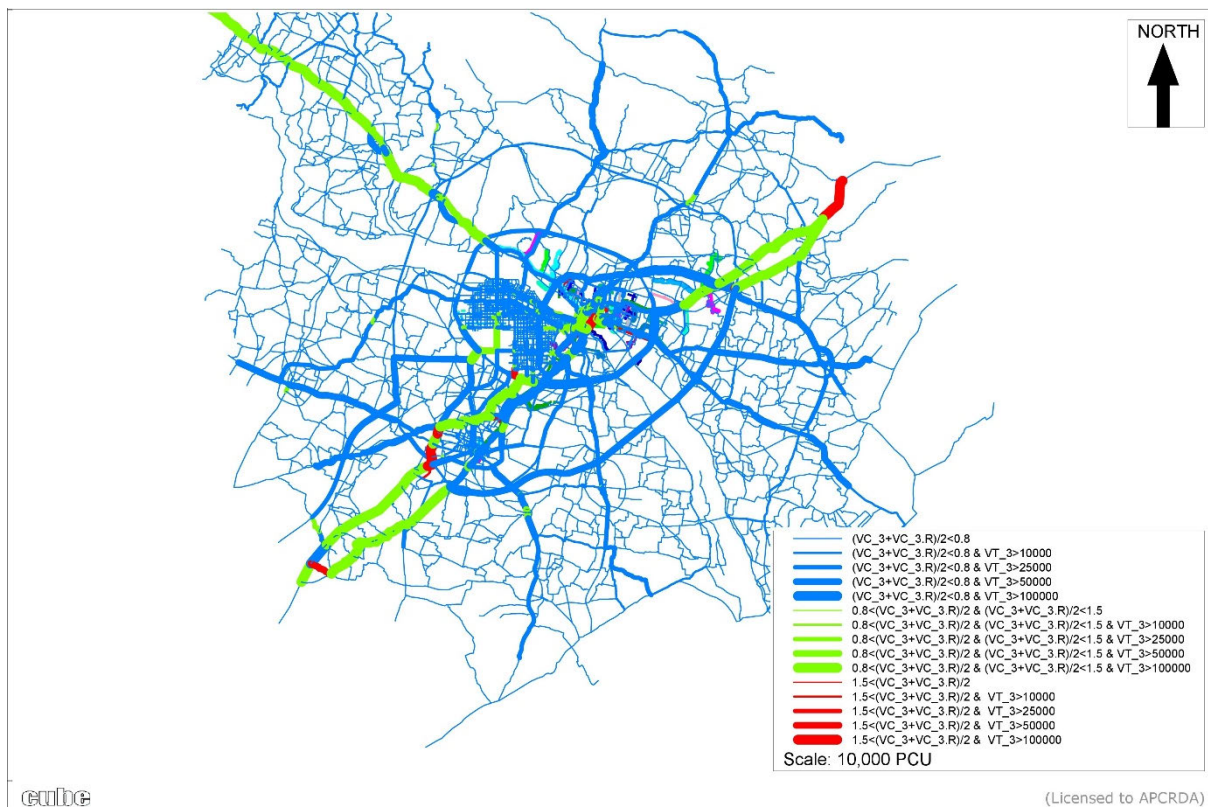 NORTH
(VC_3+VC_3.R)/2<0.8
(VC_3+VC_3.R)/2<0.8 & VT_3>10000
(VC_3+VC_3.R)/2<0.8 & VT_3>25000
(VC_3+VC_3.R)/2<0.8 & VT_3>50000
(VC_3+VC_3.R)/2<0.8 & VT_3>100000
0.8<(VC_3+VC_3.R)/2 & (VC_3+VC_3.R)/2<1.5
0.8<(VC_3+VC_3.R)/2 & (VC_3+VC_3.R)/2<1.5 & VT_3>10000
0.8<(VC_3+VC_3.R)/2 & (VC_3+VC_3.R)/2<1.5 & VT_3>25000
0.8<(VC_3+VC_3.R)/2 & (VC_3+VC_3.R)/2<1.5 & VT_3>50000
0.8<(VC_3+VC_3.R)/2 & (VC_3+VC_3.R)/2<1.5 & VT_3>100000
1.5<(VC_3+VC_3.R)/2
1.5<(VC_3+VC_3.R)/2 & VT_3>10000
1.5<(VC_3+VC_3.R)/2 & VT_3>25000
1.5<(VC_3+VC_3.R)/2 & VT_3>50000
1.5<(VC_3+VC_3.R)/2 & VT_3>100000
Scale: 10,000 PCU
cube
(Licensed to APCRDA)